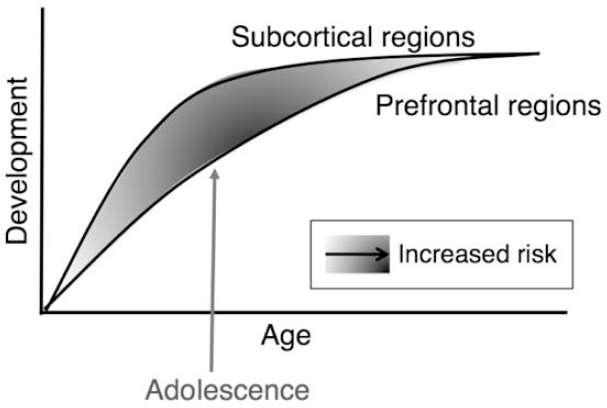 Subcortical regions
Prefrontal regions
Development
Increased risk
Age
Adolescence